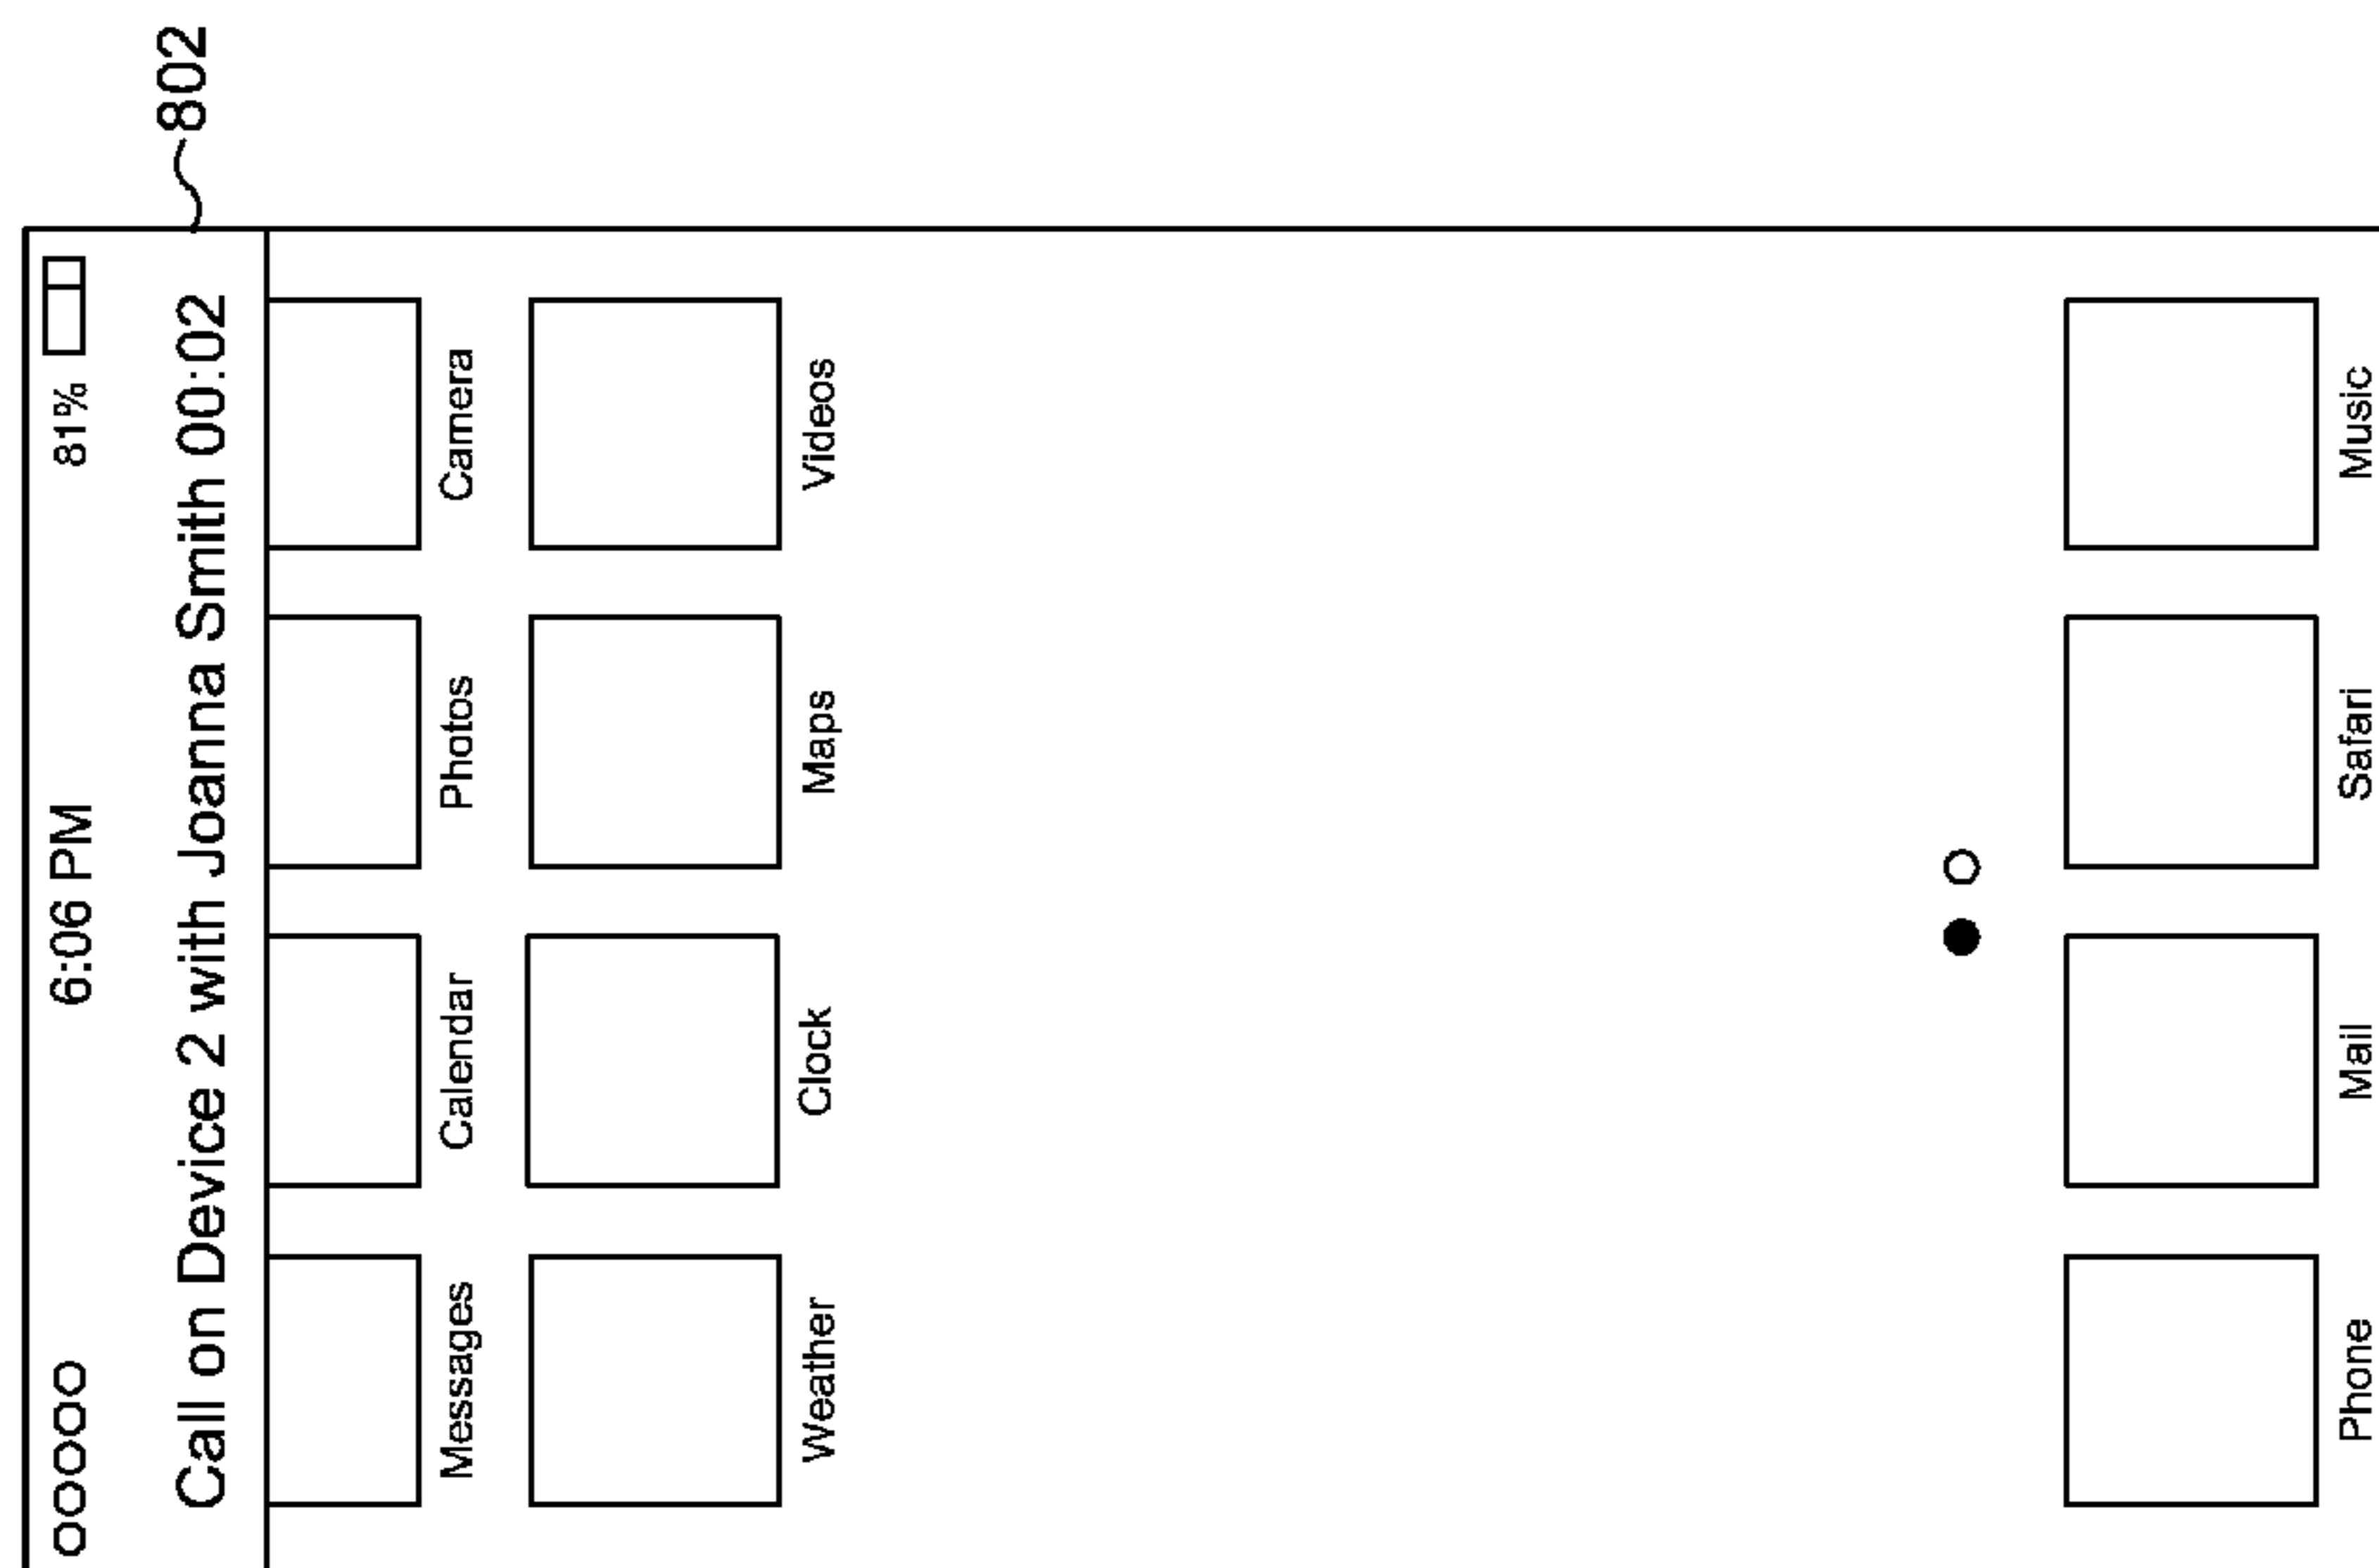 802
6:06 PM 81%
Call on Device 2 with Joanna Smith 00:02
Messages Calendar Photos Camera
Weather Clock Maps Videos
Phone Mail Safari Music